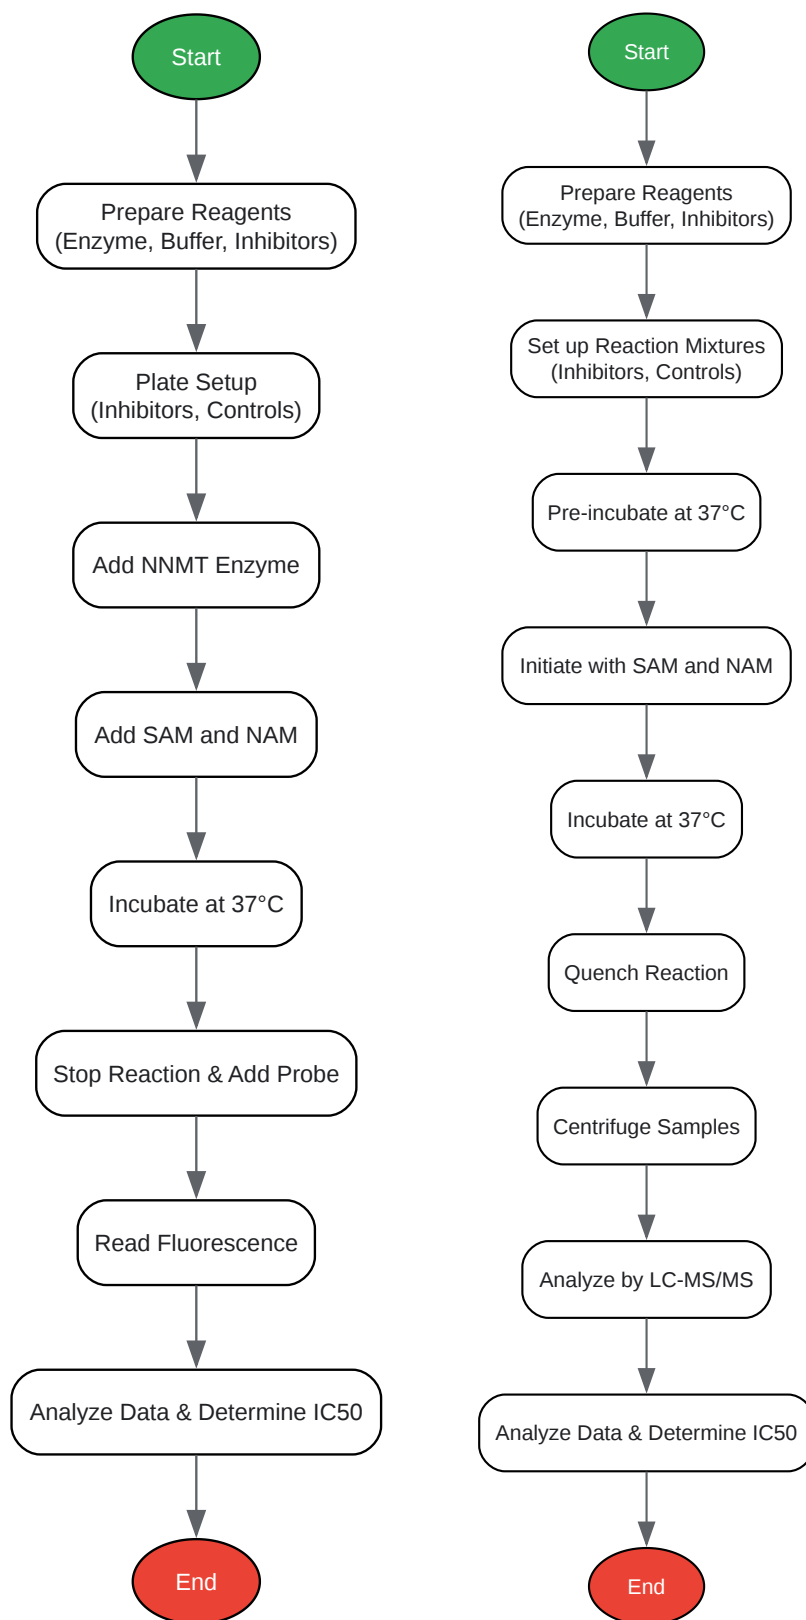 Start
Prepare Reagents
(Enzyme, Buffer, Inhibitors)
Plate Setup
(Inhibitors, Controls)
Add NNMT Enzyme
Add SAM and NAM
Incubate at 37°C
Stop Reaction & Add Probe
Read Fluorescence
Analyze Data & Determine IC50
End
Start
Prepare Reagents
(Enzyme, Buffer, Inhibitors)
Set up Reaction Mixtures
(Inhibitors, Controls)
Pre-incubate at 37°C
Initiate with SAM and NAM
Incubate at 37°C
Quench Reaction
Centrifuge Samples
Analyze by LC-MS/MS
Analyze Data & Determine IC50
End